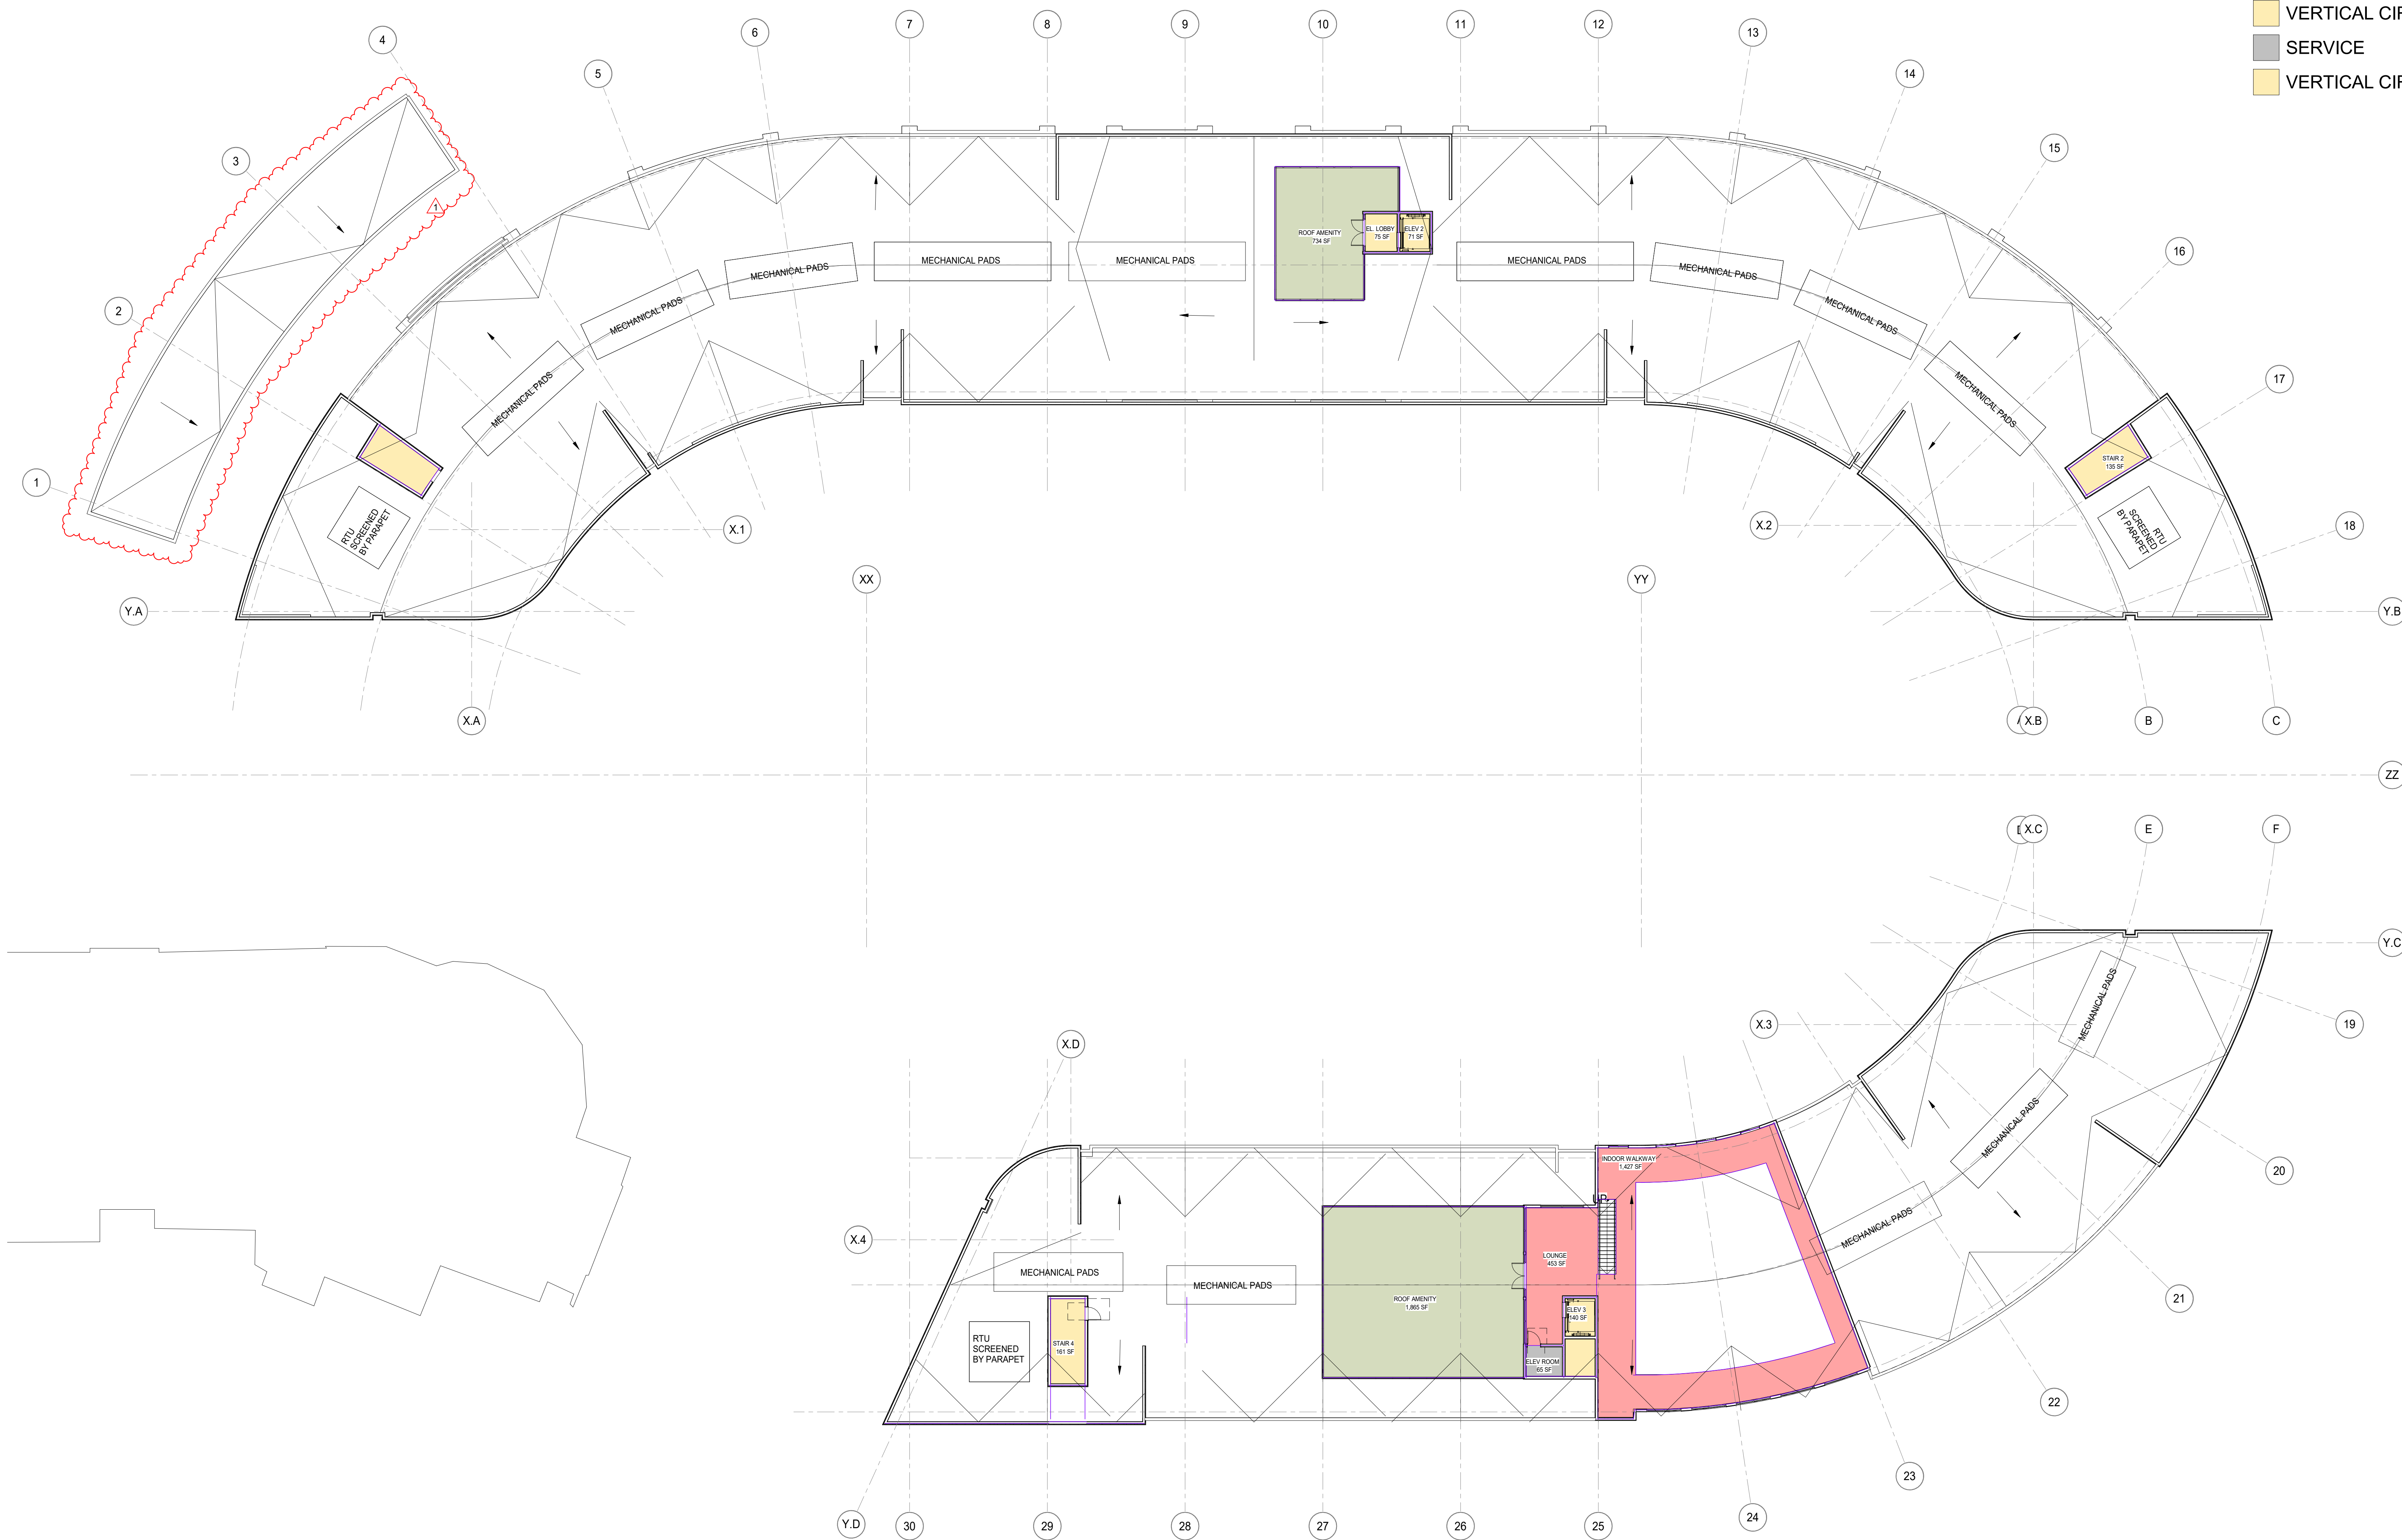 VERTICAL CIR
SERVICE
VERTICAL CIR
7
8
9
10
11
12
6
13
4
5
14
3
15
16
2
17
1
18
1
ROOF AMENITY
734 SF
EL. LOBBY
75 SF
ELEV 2
71 SF
MECHANICAL PADS
MECHANICAL PADS
MECHANICAL PADS
MECHANICAL PADS
MECHANICAL PADS
MECHANICAL PADS
MECHANICAL PADS
MECHANICAL PADS
MECHANICAL PADS
STAIR 2
135 SF
RTU
SCREENED
BY PARAPET
RTU
SCREENED
BY PARAPET
X.1
X.2
XX
YY
Y.A
Y.B
X.A
X.B
B
C
ZZ
X.C
E
F
Y.C
X.3
19
MECHANICAL PADS
X.D
MECHANICAL PADS
20
INDOOR WALKWAY
1,427 SF
MECHANICAL PADS
X.4
LOUNGE
453 SF
MECHANICAL PADS
MECHANICAL PADS
ROOF AMENITY
1,865 SF
ELEV 3
140 SF
21
RTU
SCREENED
BY PARAPET
STAIR 4
161 SF
ELEV ROOM
65 SF
22
23
Y.D
30
29
28
27
26
25
24